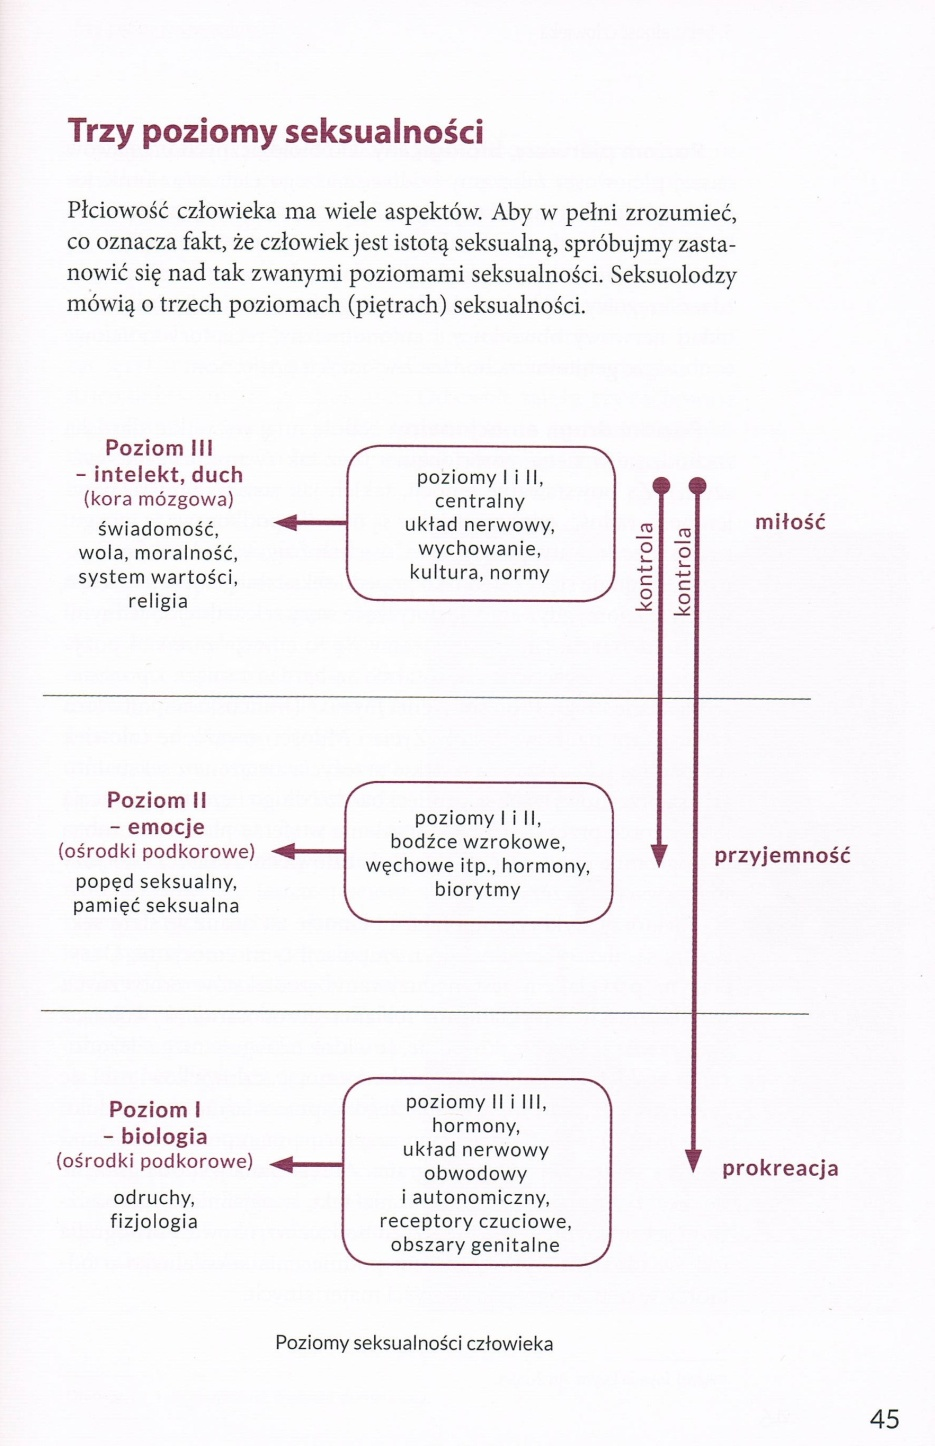 Trzy poziomy seksualności
Płciowość człowieka ma wiele aspektów. Aby w pełni zrozumieć,
co oznacza fakt, że człowiek jest istotą seksualną, spróbujmy zasta-
nowić się nad tak zwanymi poziomami seksualności. Seksuolodzy
mówią o trzech poziomach (piętrach) seksualności.
Poziom III
– intelekt, duch
(kora mózgowa)
świadomość,
wola, moralność,
system wartości,
religia
poziomy I i II,
centralny
układ nerwowy,
wychowanie,
kultura, normy
kontrola
kontrola
miłość
Poziom II
– emocje
(ośrodki podkorowe)
popęd seksualny,
pamięć seksualna
poziomy I i II,
bodźce wzrokowe,
węchowe itp., hormony,
biorytmy
przyjemność
Poziom I
– biologia
(ośrodki podkorowe)
odruchy,
fizjologia
poziomy II i III,
hormony,
układ nerwowy
obwodowy
i autonomiczny,
receptory czuciowe,
obszary genitalne
prokreacja
Poziomy seksualności człowieka
45